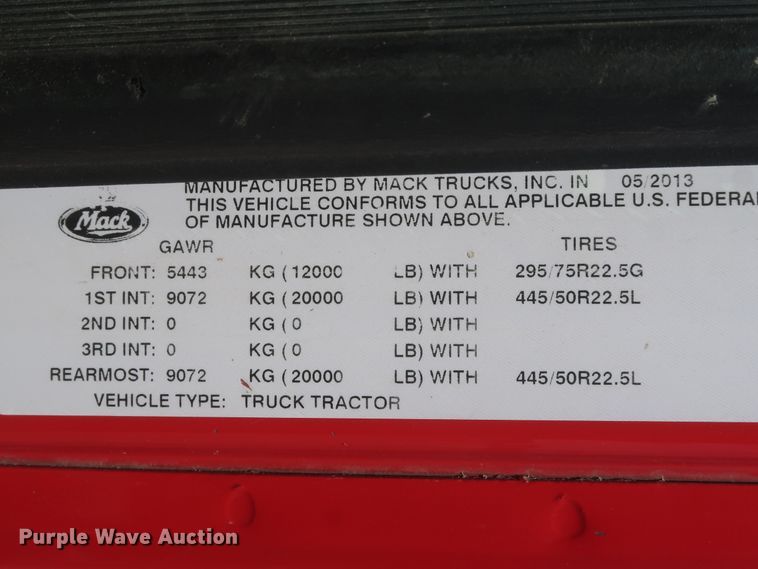 MANUFACTURED BY MACK TRUCKS, INC. IN 05/2013
THIS VEHICLE CONFORMS TO ALL APPLICABLE U.S. FEDERAL
OF MANUFACTURE SHOWN ABOVE.
Mack
GAWR TIRES
FRONT: 5443 KG (12000 LB) WITH 295/75R22.5G
1ST INT: 9072 KG (20000 LB) WITH 445/50R22.5L
2ND INT: 0 KG (0 LB) WITH
3RD INT: 0 KG (0 LB) WITH
REARMOST: 9072 KG (20000 LB) WITH 445/50R22.5L
VEHICLE TYPE: TRUCK TRACTOR
Purple Wave Auction